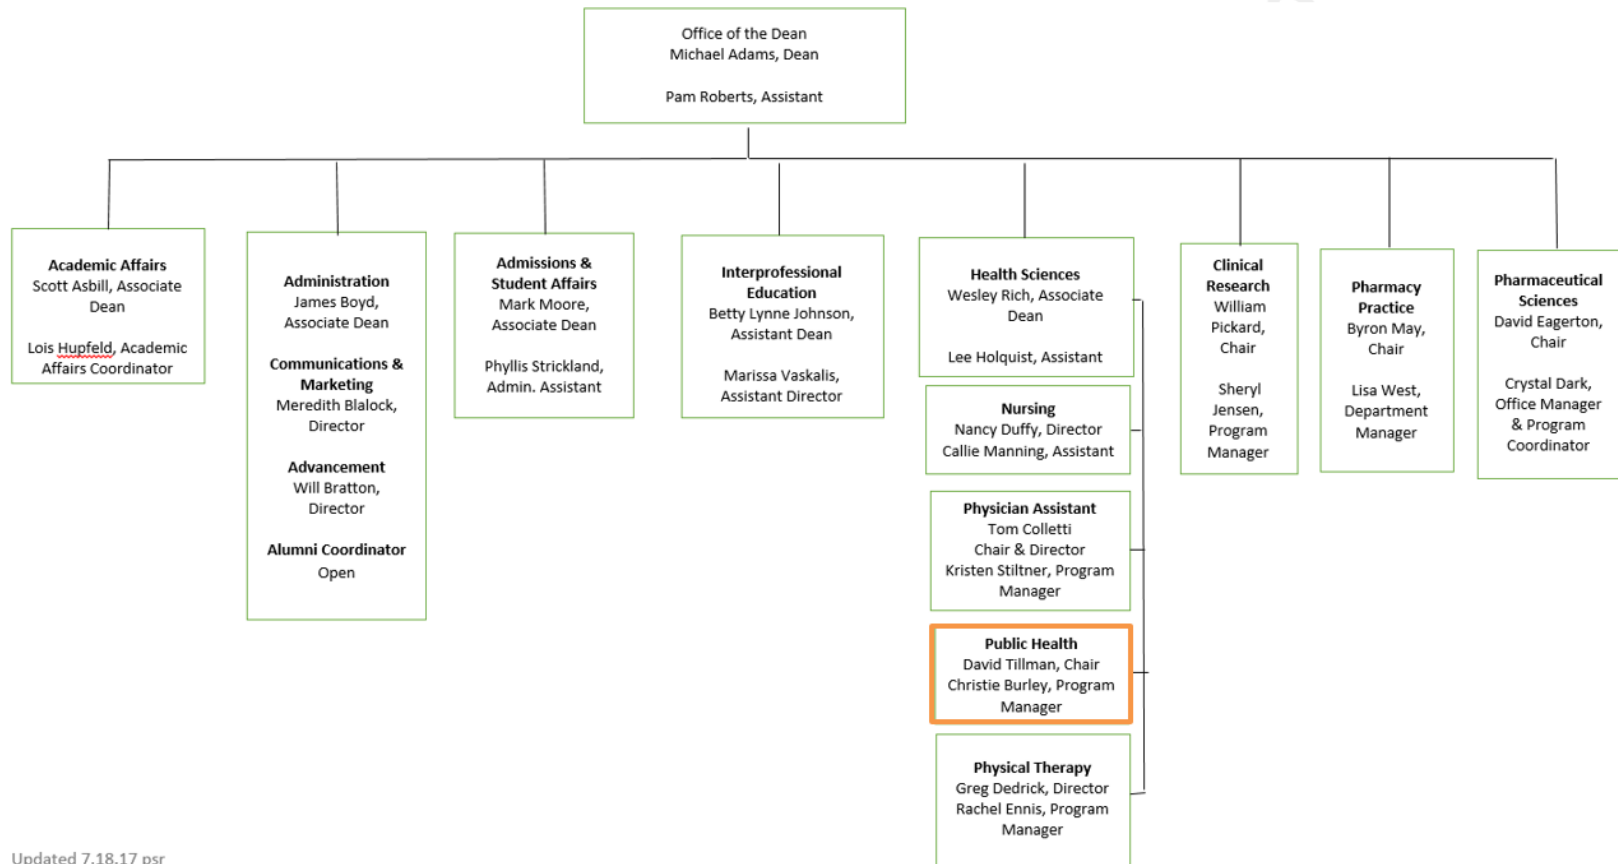 Office of the Dean
Michael Adams, Dean
Pam Roberts, Assistant
Academic Affairs
Scott Asbill, Associate
Dean
Lois Hupfeld, Academic
Affairs Coordinator
Administration
James Boyd,
Associate Dean
Communications &
Marketing
Meredith Blalock,
Director
Advancement
Will Bratton,
Director
Alumni Coordinator
Open
Admissions &
Student Affairs
Mark Moore,
Associate Dean
Phyllis Strickland,
Admin. Assistant
Interprofessional
Education
Betty Lynne Johnson,
Assistant Dean
Marissa Vaskalis,
Assistant Director
Health Sciences
Wesley Rich, Associate
Dean
Lee Holquist, Assistant
Nursing
Nancy Duffy, Director
Callie Manning, Assistant
Physician Assistant
Tom Colletti
Chair & Director
Kristen Stiltner, Program
Manager
Public Health
David Tillman, Chair
Christie Burley, Program
Manager
Physical Therapy
Greg Dedrick, Director
Rachel Ennis, Program
Manager
Clinical
Research
William
Pickard,
Chair
Sheryl
Jensen,
Program
Manager
Pharmacy
Practice
Byron May,
Chair
Lisa West,
Department
Manager
Pharmaceutical
Sciences
David Eagerton,
Chair
Crystal Dark,
Office Manager
& Program
Coordinator
Updated 7.18.17 psr